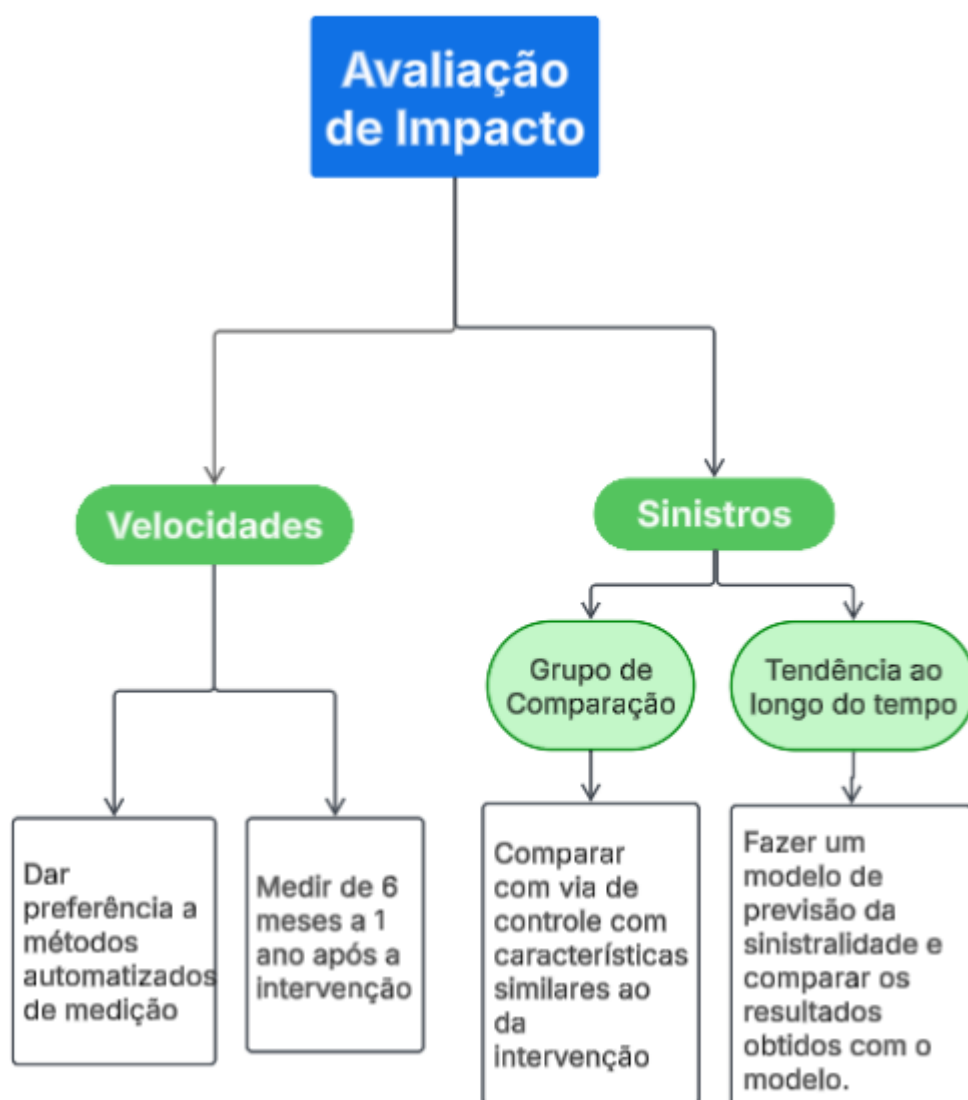 Avaliação
de Impacto
Velocidades
Sinistros
Grupo de
Comparação
Tendência ao
longo do tempo
Dar
preferência a
métodos
automatizados
de medição
Medir de 6
meses a 1
ano após a
intervenção
Comparar
com via de
controle com
características
similares ao
da
intervenção
Fazer um
modelo de
previsão da
sinistralidade e
comparar os
resultados
obtidos com o
modelo.